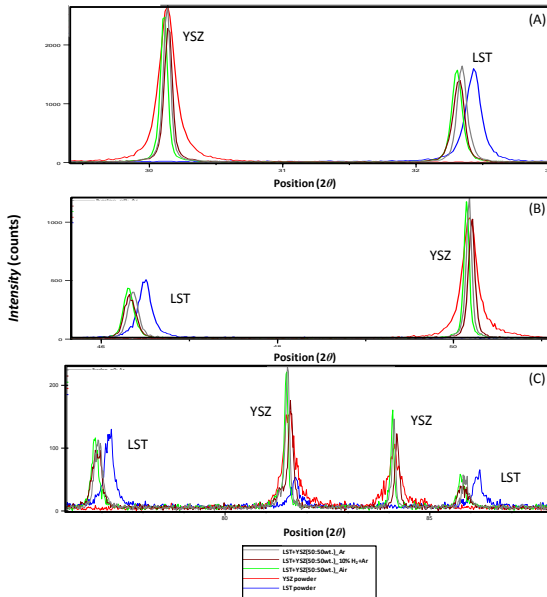 (A)
YSZ
LST
2000
1000
0
30
31
32
Position (2θ)
Intensity (counts)
(B)
YSZ
LST
1000
500
0
50
Position (2θ)
(C)
YSZ
YSZ
LST
LST
200
100
0
80
85
Position (2θ)
LST+YSZ(50:50wt.)_Ar
LST+YSZ(50:50wt.)_10% H₂+Ar
LST+YSZ(50:50wt.)_Air
YSZ powder
LST powder